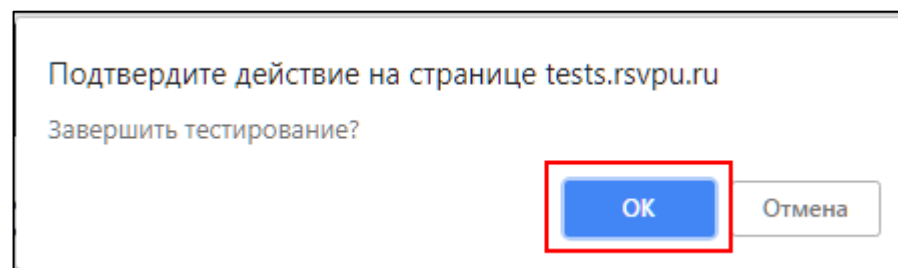 Подтвердите действие на странице tests.rsvpu.ru
Завершить тестирование?
ОК Отмена